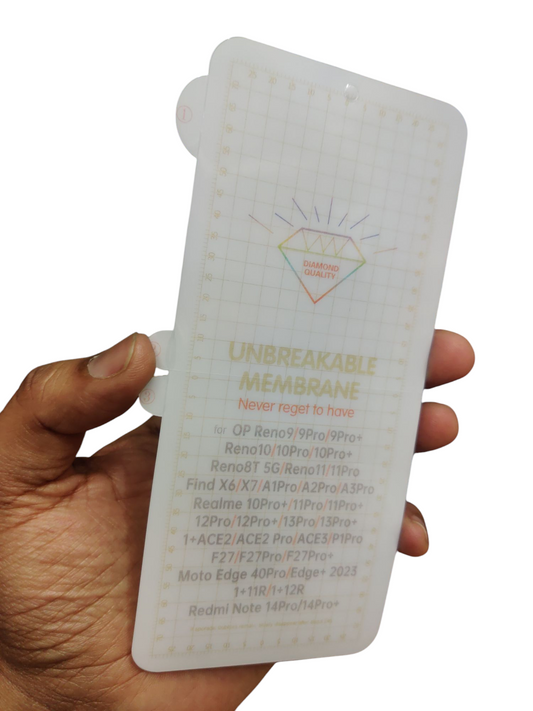 DIAMOND
QUALITY
UNBREAKABLE
MEMBRANE
Never reget to have
for OP Reno9/9Pro/9Pro+
Reno10/10Pro/10Pro+
Reno8T 5G/Reno11/11Pro
Find X6/X7/A1Pro/A2Pro/A3Pro
Realme 10Pro+/11Pro/11Pro+
12Pro/12Pro+/13Pro/13Pro+
1+ACE2/ACE2 Pro/ACE3/P1Pro
F27/F27Pro/F27Pro+
Moto Edge 40Pro/Edge+ 2023
1+11R/1+12R
Redmi Note 14Pro/14Pro+